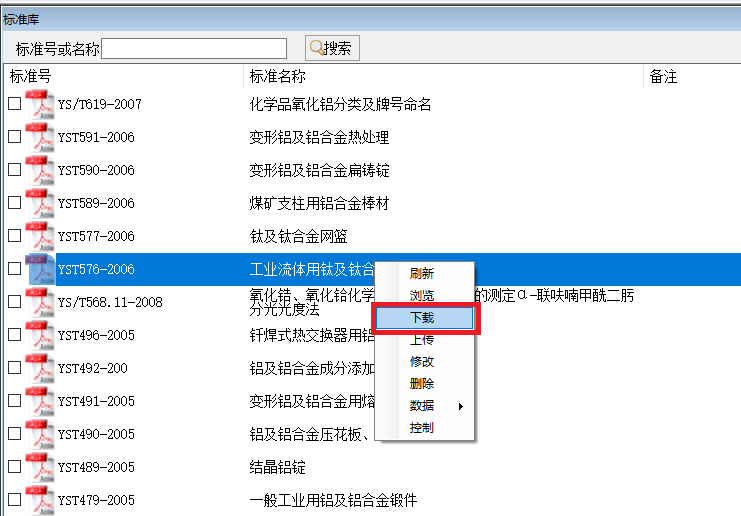 标准库
标准号或名称 搜索
标准号 标准名称 备注
YS/T619-2007 化学品氧化铝分类及牌号命名
YST591-2006 变形铝及铝合金热处理
YST590-2006 变形铝及铝合金扁铸锭
YST589-2006 煤矿支柱用铝合金棒材
YST577-2006 钛及钛合金网篮
YST576-2006 工业流体用钛及钛合
YS/T568.11-2008 氧化锆、氧化铪化学 的测定α-联呋喃甲酰二肟
分光光度法
YST496-2005 钎焊式热交换器用铝
YST492-200 铝及铝合金成分添加
YST491-2005 变形铝及铝合金用熔
YST490-2005 铝及铝合金压花板、
YST489-2005 结晶铝锭
YST479-2005 一般工业用铝及铝合金锻件
刷新
浏览
下载
上传
修改
删除
数据
控制